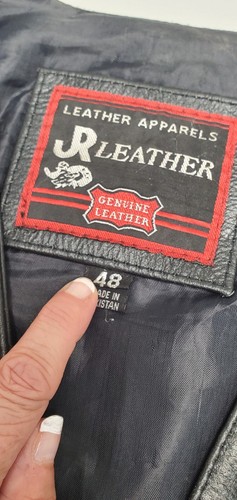 LEATHER APPARELS
JR LEATHER
GENUINE
LEATHER
48
ADE IN
ISTAN